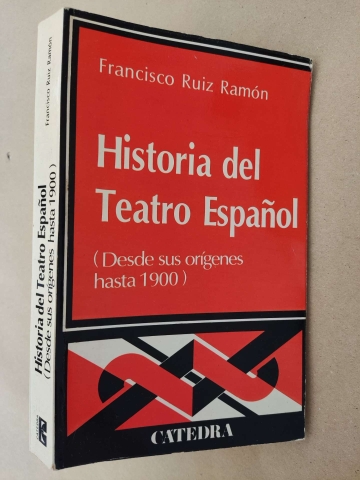 Francisco Ruiz Ramón
Historia del
Teatro Español
(Desde sus orígenes
hasta 1900)
CATEDRA
Francisco Ruiz Ramón
Historia del Teatro Español
(Desde sus orígenes hasta 1900)